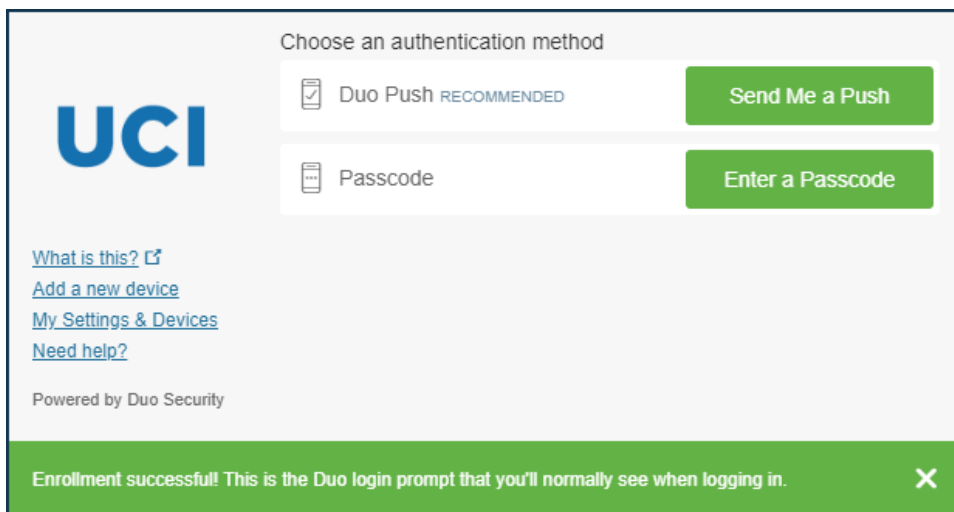 Choose an authentication method
Duo Push RECOMMENDED
Send Me a Push
UCI
Passcode
Enter a Passcode
What is this?
Add a new device
My Settings & Devices
Need help?
Powered by Duo Security
Enrollment successful! This is the Duo login prompt that you'll normally see when logging in.